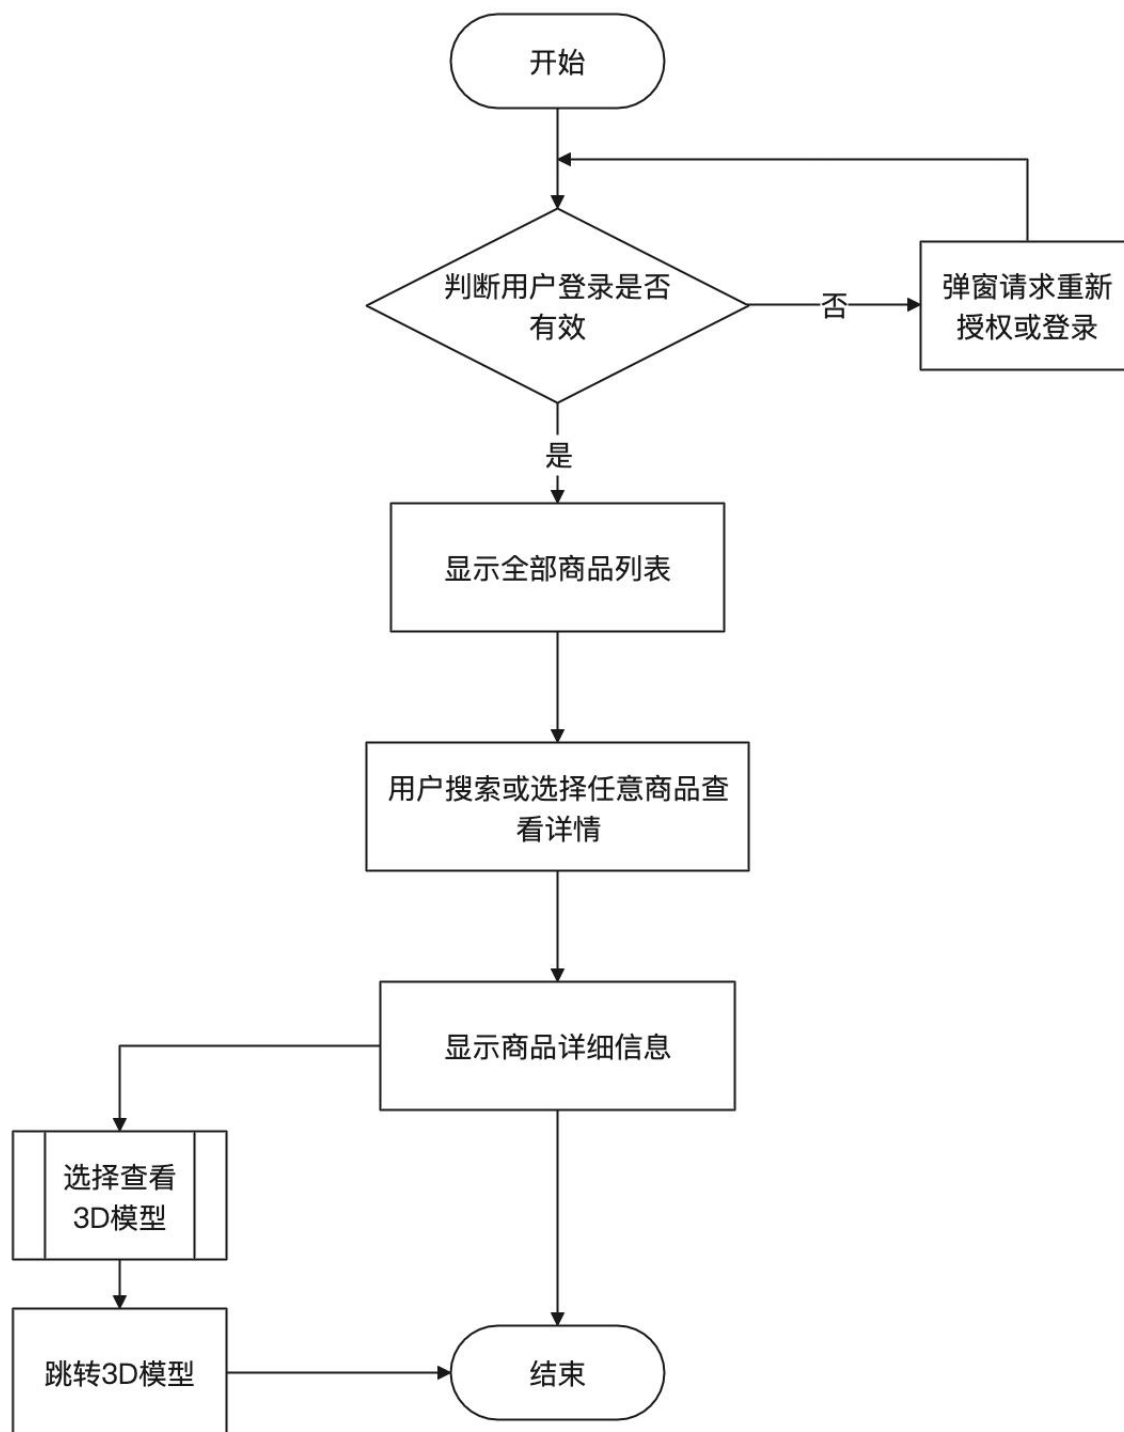 开始
判断用户登录是否
有效
否
弹窗请求重新
授权或登录
是
显示全部商品列表
用户搜索或选择任意商品查
看详情
显示商品详细信息
选择查看
3D模型
跳转3D模型
结束